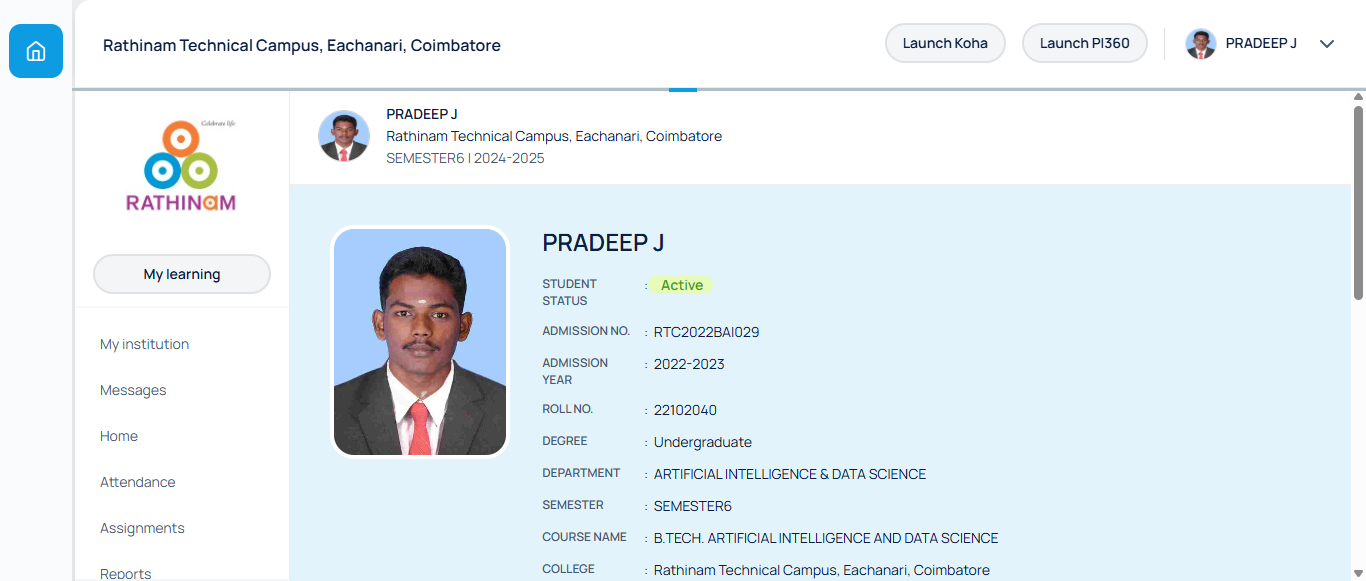 Rathinam Technical Campus, Eachanari, Coimbatore
Launch Koha
Launch PI360
PRADEEP J
Celebrate life
RATHINAM
My learning
My institution
Messages
Home
Attendance
Assignments
Reports
PRADEEP J
Rathinam Technical Campus, Eachanari, Coimbatore
SEMESTER6 | 2024-2025
PRADEEP J
STUDENT STATUS : Active
ADMISSION NO. : RTC2022BAI029
ADMISSION YEAR : 2022-2023
ROLL NO. : 22102040
DEGREE : Undergraduate
DEPARTMENT : ARTIFICIAL INTELLIGENCE & DATA SCIENCE
SEMESTER : SEMESTER6
COURSE NAME : B.TECH. ARTIFICIAL INTELLIGENCE AND DATA SCIENCE
COLLEGE : Rathinam Technical Campus, Eachanari, Coimbatore